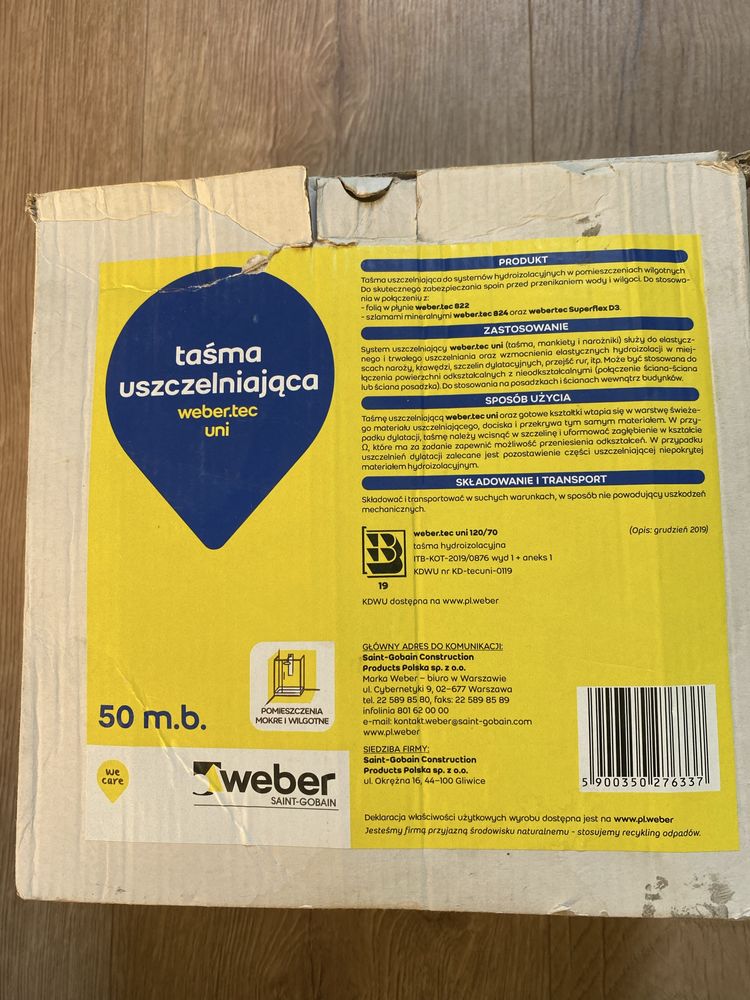 taśma
uszczelniająca
weber.tec
uni
PRODUKT
Taśma uszczelniająca do systemów hydroizolacyjnych w pomieszczeniach wilgotnych
Do skutecznego zabezpieczania spoin przed przenikaniem wody i wilgoci. Do stosowa-
nia w połączeniu z:
- folią w płynie weber.tec 822
- szlamami mineralnymi weber.tec 824 oraz webertec Superflex D3.
ZASTOSOWANIE
System uszczelniający weber.tec uni (taśma, mankiety i narożniki) służy do elastycz-
nego i trwałego uszczelniania oraz wzmocnienia elastycznych hydroizolacji w miej-
scach naroży, krawędzi, szczelin dylatacyjnych, przejść rur, itp. Może być stosowana do
łączenia powierzchni odkształcalnych z nieodkształcalnymi (połączenie ściana-ściana
lub ściana posadzka). Do stosowania na posadzkach i ścianach wewnątrz budynków.
SPOSÓB UŻYCIA
Taśmę uszczelniającą weber.tec uni oraz gotowe kształtki wtapia się w warstwę świeże-
go materiału uszczelniającego, dociska i przekrywa tym samym materiałem. W przy-
padku dylatacji, taśmę należy wcisnąć w szczelinę i uformować zagłębienie w kształcie
Ω, które ma za zadanie zapewnić możliwość przeniesienia odkształceń. W przypadku
uszczelnień dylatacji zalecane jest pozostawienie części uszczelniającej niepokrytej
materiałem hydroizolacyjnym.
SKŁADOWANIE I TRANSPORT
Składować i transportować w suchych warunkach, w sposób nie powodujący uszkodzeń
mechanicznych.
B
19
weber.tec uni 120/70
(Opis: grudzień 2019)
taśma hydroizolacyjna
ITB-KOT-2019/0876 wyd 1 + aneks 1
KDWU nr KD-tecuni-0119
KDWU dostępna na www.pl.weber
GŁÓWNY ADRES DO KOMUNIKACJI:
Saint-Gobain Construction
Products Polska sp. z o.o.
Marka Weber – biuro w Warszawie
ul. Cybernetyki 9, 02-677 Warszawa
tel. 22 589 85 80, faks: 22 589 85 89
infolinia 801 62 00 00
e-mail: kontakt.weber@saint-gobain.com
www.pl.weber
SIEDZIBA FIRMY:
Saint-Gobain Construction
Products Polska sp. z o.o.
ul. Okrężna 16, 44-100 Gliwice
5 900350 276337
50 m.b.
POMIESZCZENIA
MOKRE I WILGOTNE
we
care
weber
SAINT-GOBAIN
Deklaracja właściwości użytkowych wyrobu dostępna jest na www.pl.weber
Jesteśmy firmą przyjazną środowisku naturalnemu - stosujemy recykling odpadów.